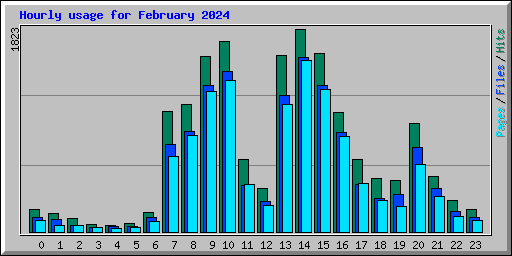 Hourly usage for February 2024
1823
Pages/Files/Hits
0 1 2 3 4 5 6 7 8 9 10 11 12 13 14 15 16 17 18 19 20 21 22 23